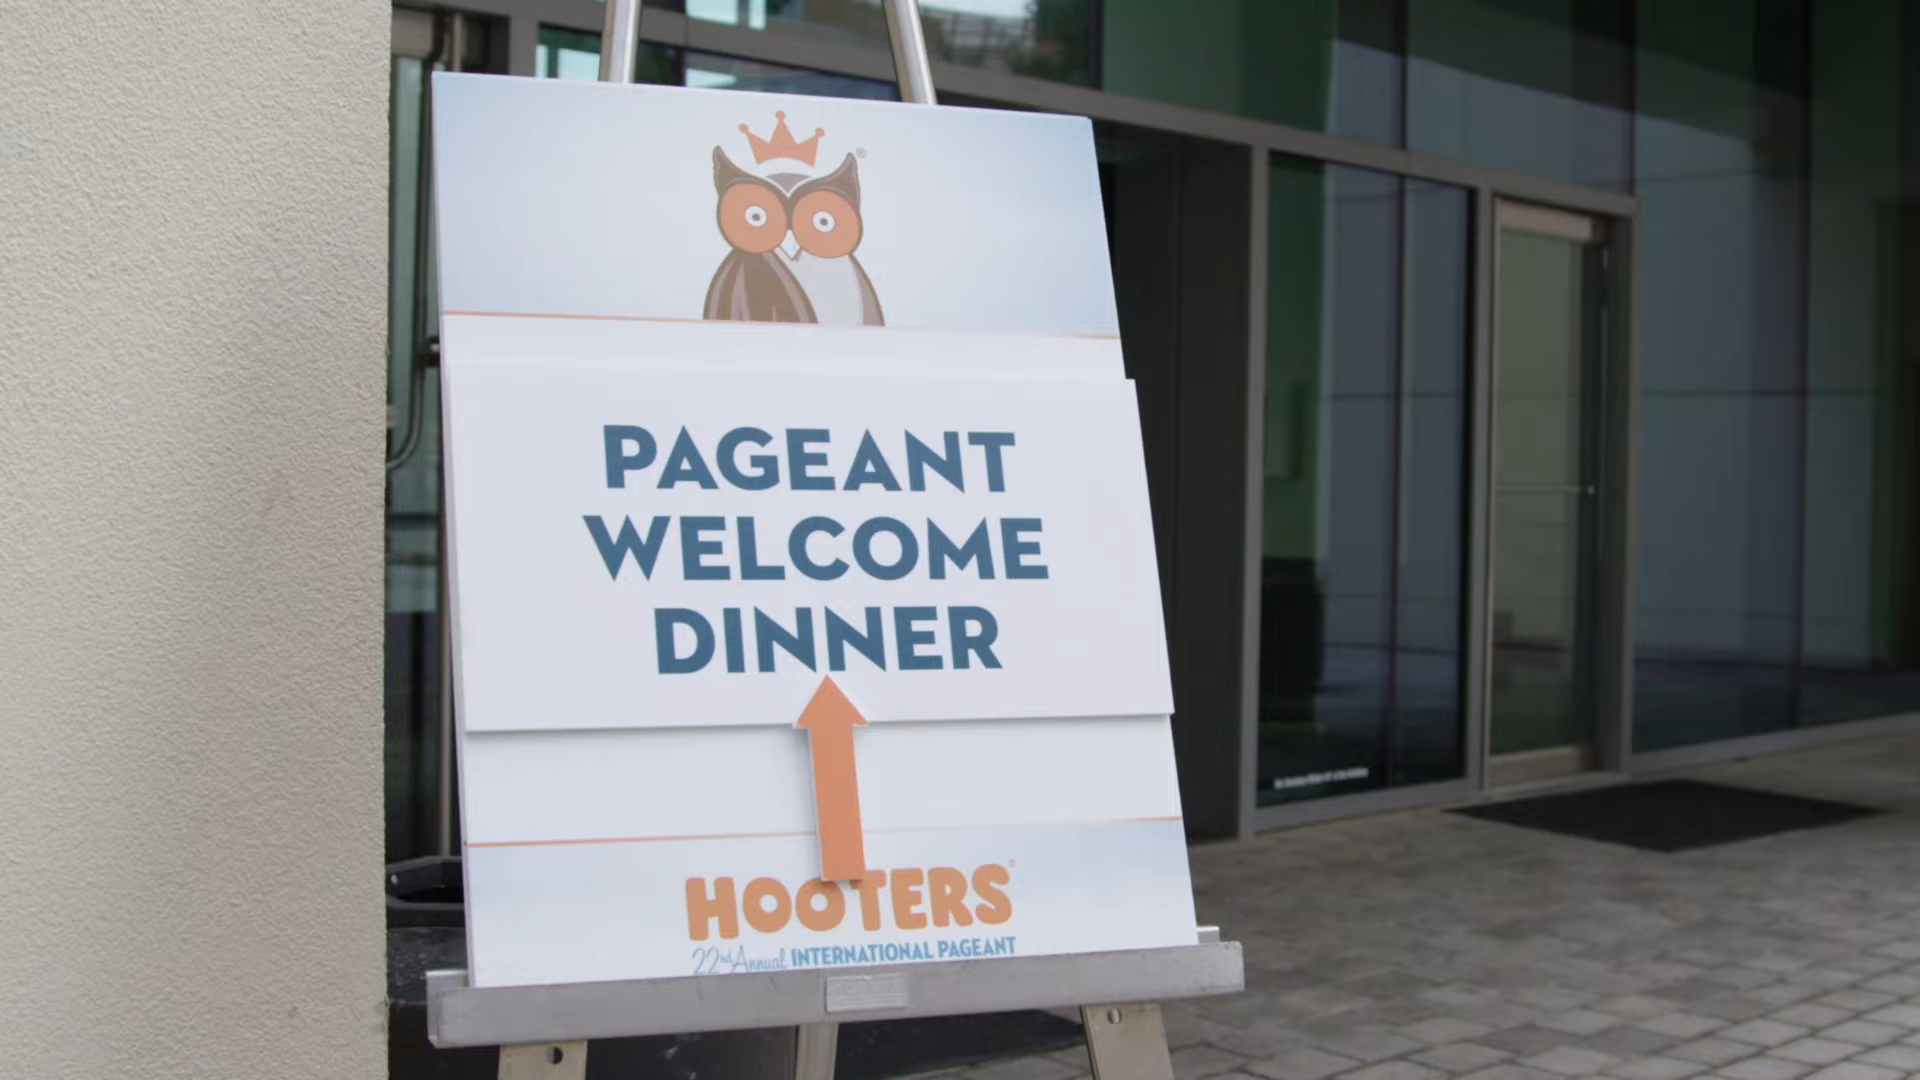 PAGEANT
WELCOME
DINNER
HOOTERS®
22nd Annual INTERNATIONAL PAGEANT